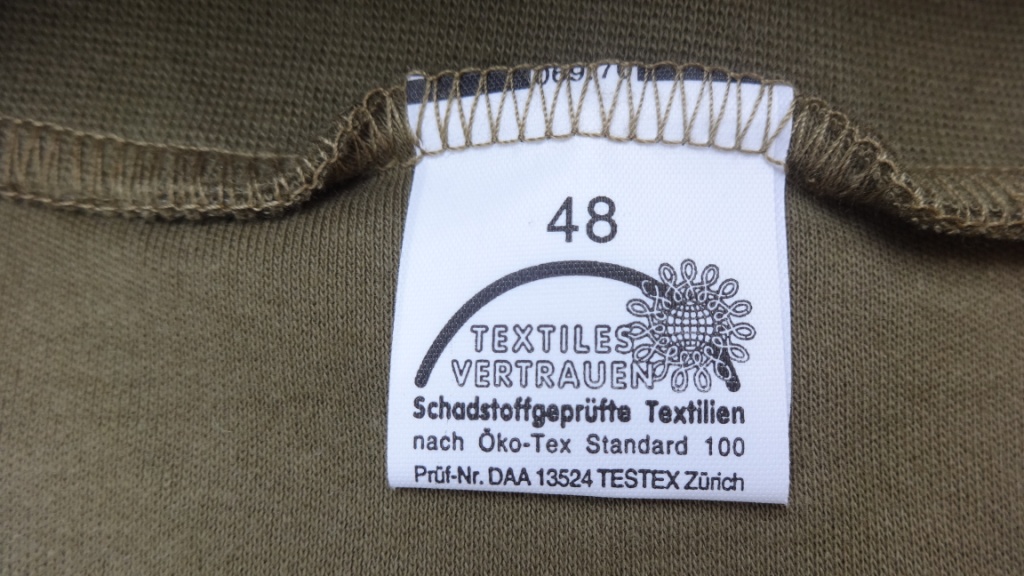 48
TEXTILES
VERTRAUEN
Schadstoffgeprüfte Textilien
nach Öko-Tex Standard 100
Prüf-Nr. DAA 13524 TESTEX Zürich